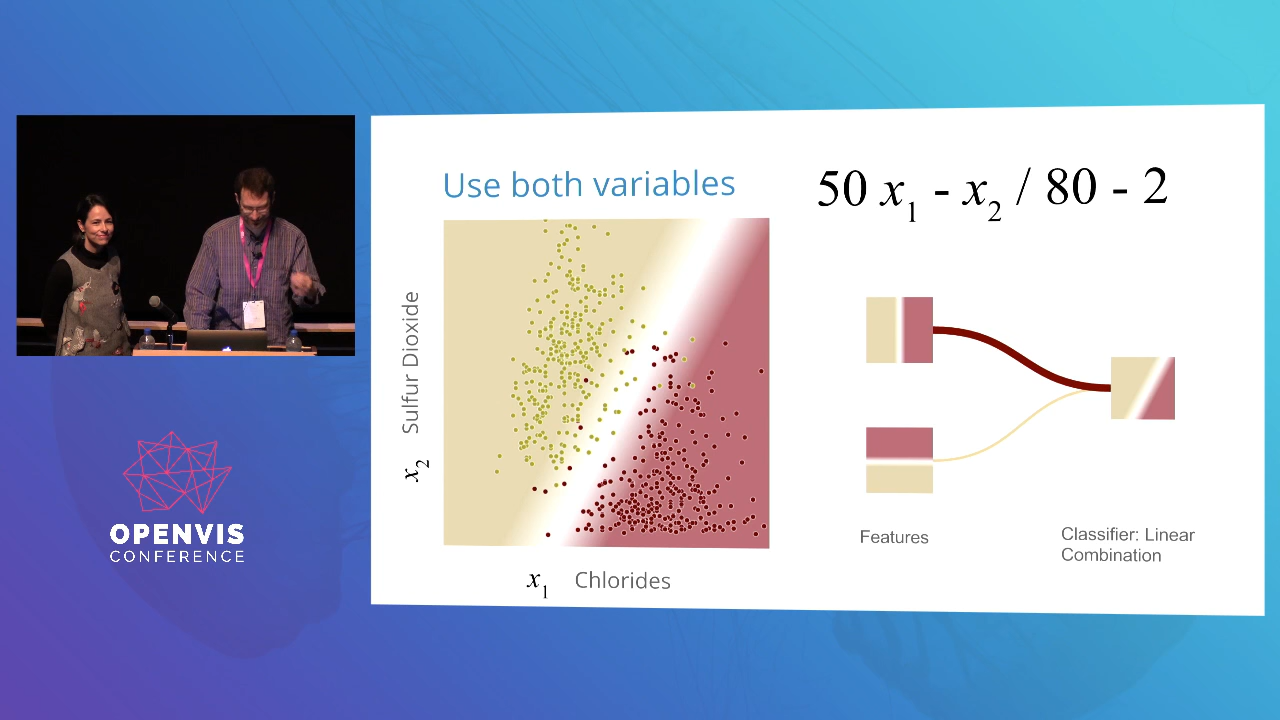 Use both variables
50 x1 - x2 / 80 - 2
Sulfur Dioxide
x2
x1 Chlorides
Features
Classifier: Linear
Combination
OPENVIS
CONFERENCE